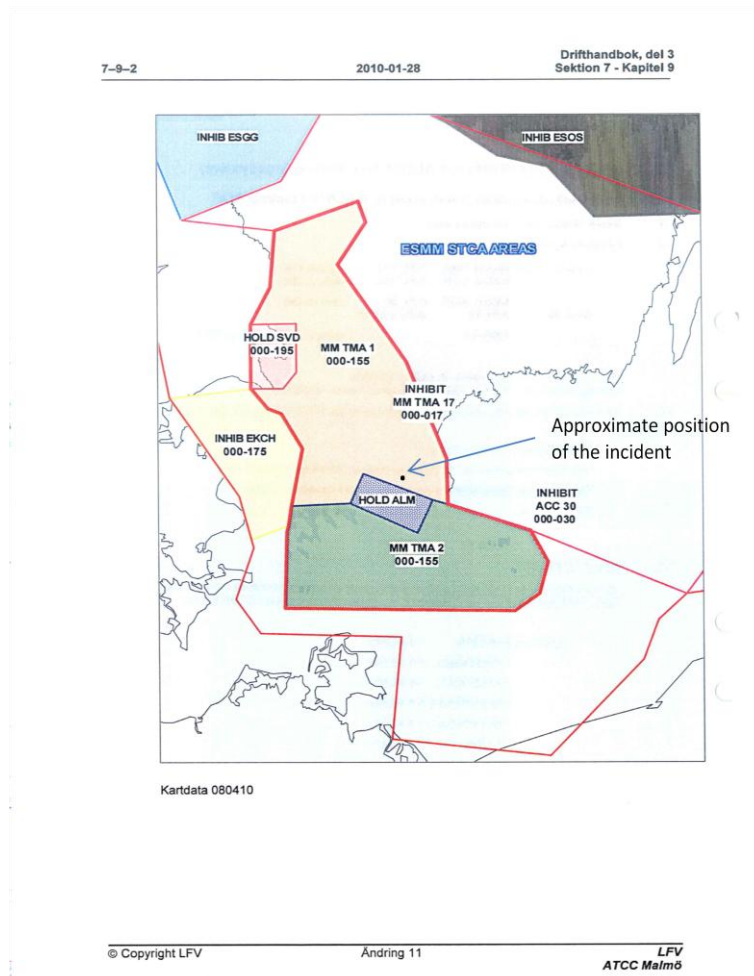 Drifthandbok, del 3
7–9–2
2010-01-28
Sektion 7 - Kapitel 9
INHIB ESGG
INHIB ESOS
ESMM STCA AREAS
HOLD SVD
000-195
MM TMA 1
000-155
INHIBIT
MM TMA 17
000-017
Approximate position
of the incident
INHIB EKCH
000-175
HOLD ALM
INHIBIT
ACC 30
000-030
MM TMA 2
000-155
Kartdata 080410
© Copyright LFV
Ändring 11
LFV
ATCC Malmö